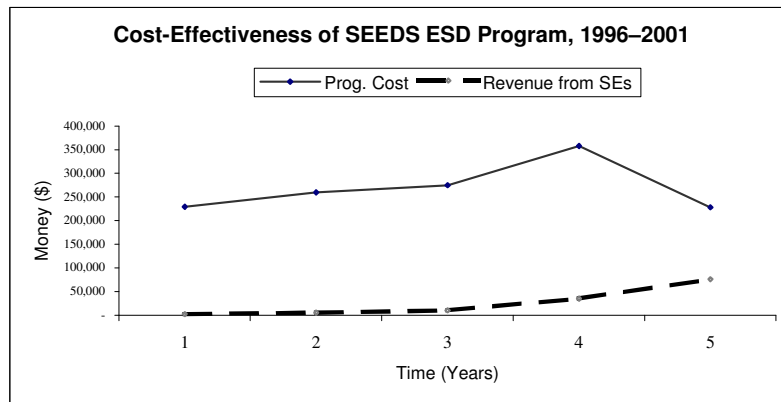 Cost-Effectiveness of SEEDS ESD Program, 1996–2001
Prog. Cost Revenue from SEs
400,000
350,000
300,000
250,000
200,000
150,000
100,000
50,000
-
Money ($)
1 2 3 4 5
Time (Years)